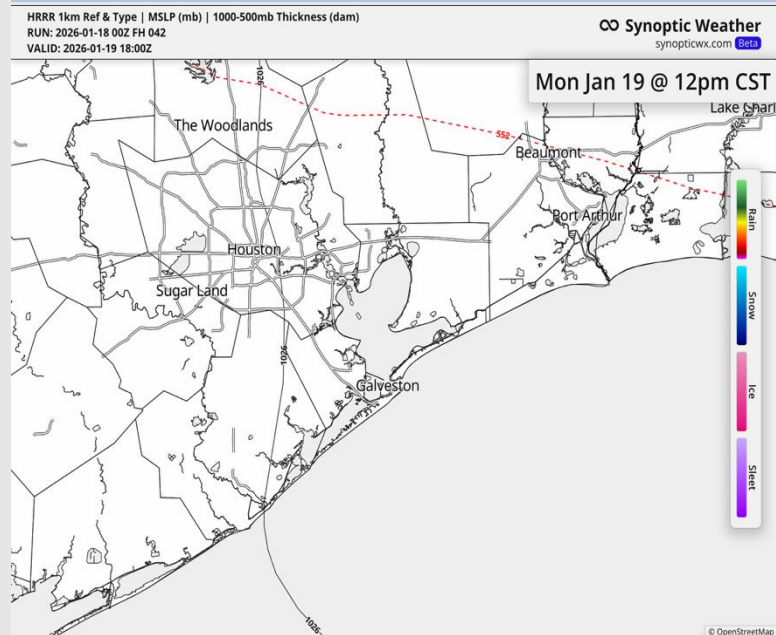 HRRR 1km Ref & Type | MSLP (mb) | 1000-500mb Thickness (dam)
RUN: 2026-01-18 00Z FH 042
VALID: 2026-01-19 18:00Z
Synoptic Weather
synopticwx.com Beta
Mon Jan 19 @ 12pm CST
1026
The Woodlands
552
Lake Charl
Beaumont
Port Arthur
Houston
Sugar Land
1026
Galveston
1026
Rain
Snow
Ice
Sleet
© OpenStreetMap